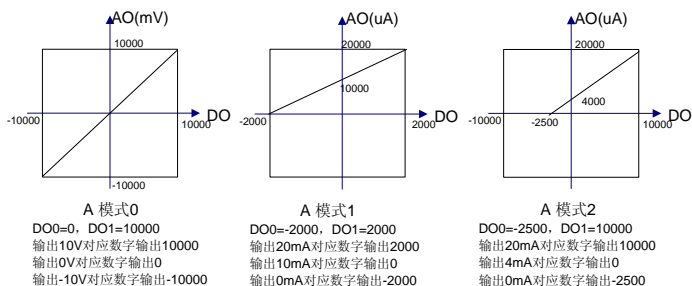 AO(mV)
10000
DO
-10000
10000
-10000
A 模式0
DO0=0，DO1=10000
输出10V对应数字输出10000
输出0V对应数字输出0
输出-10V对应数字输出-10000
AO(uA)
20000
10000
DO
-2000
2000
A 模式1
DO0=-2000，DO1=2000
输出20mA对应数字输出2000
输出10mA对应数字输出0
输出0mA对应数字输出-2000
AO(uA)
20000
4000
DO
-10000
-2500
10000
A 模式2
DO0=-2500，DO1=10000
输出20mA对应数字输出10000
输出4mA对应数字输出0
输出0mA对应数字输出-2500